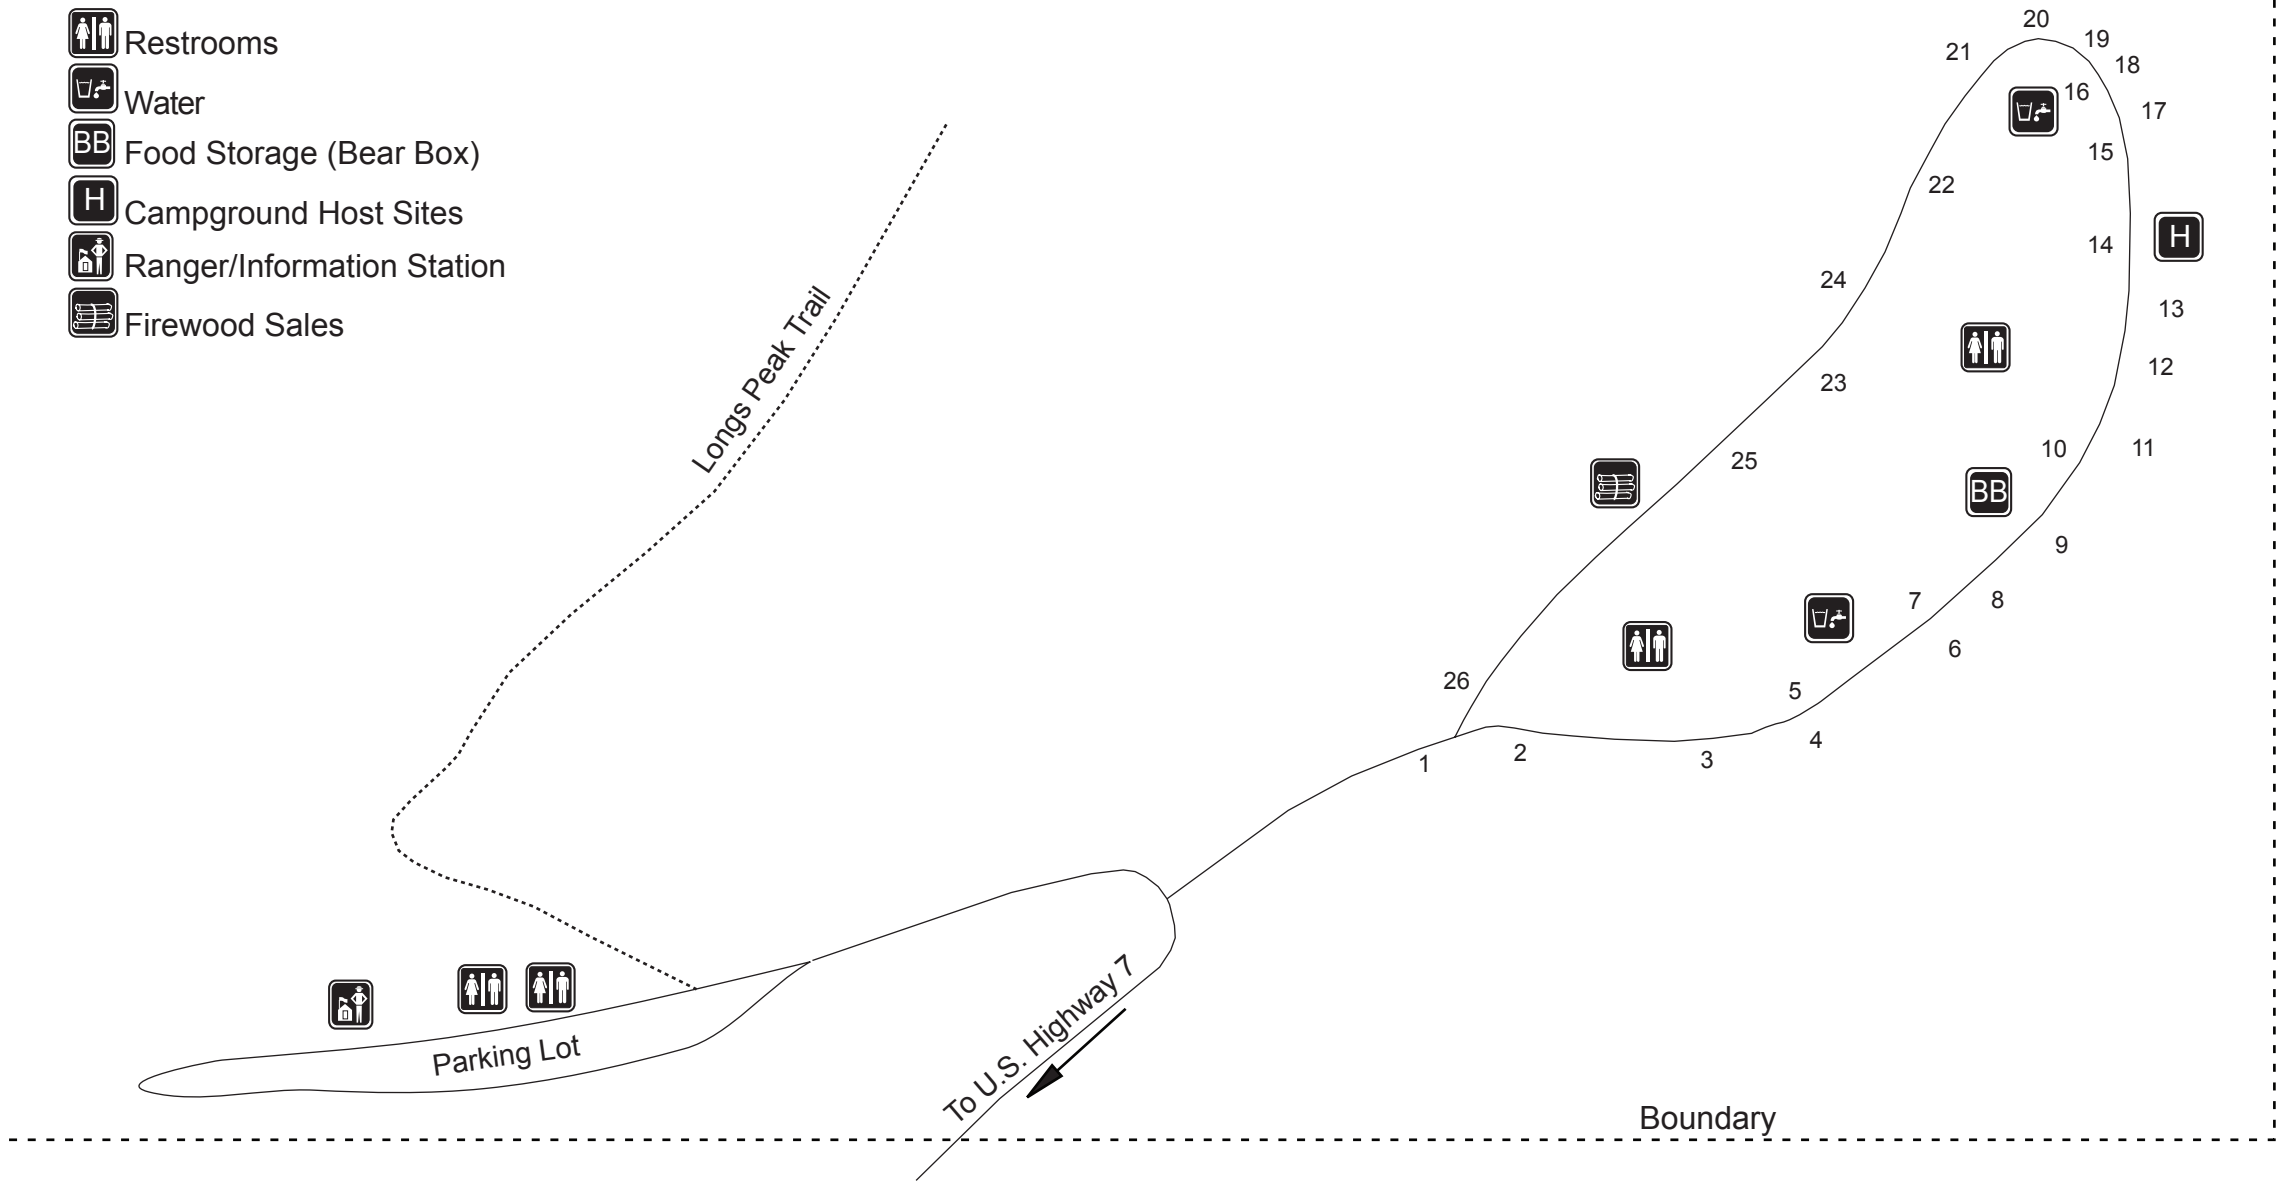 Restrooms
Water
BB Food Storage (Bear Box)
H Campground Host Sites
Ranger/Information Station
Firewood Sales
Longs Peak Trail
20
21
19
18
16
17
15
22
14
H
24
13
12
23
10
11
25
BB
9
7
8
6
26
5
4
2
3
1
To U.S. Highway 7
Parking Lot
Boundary